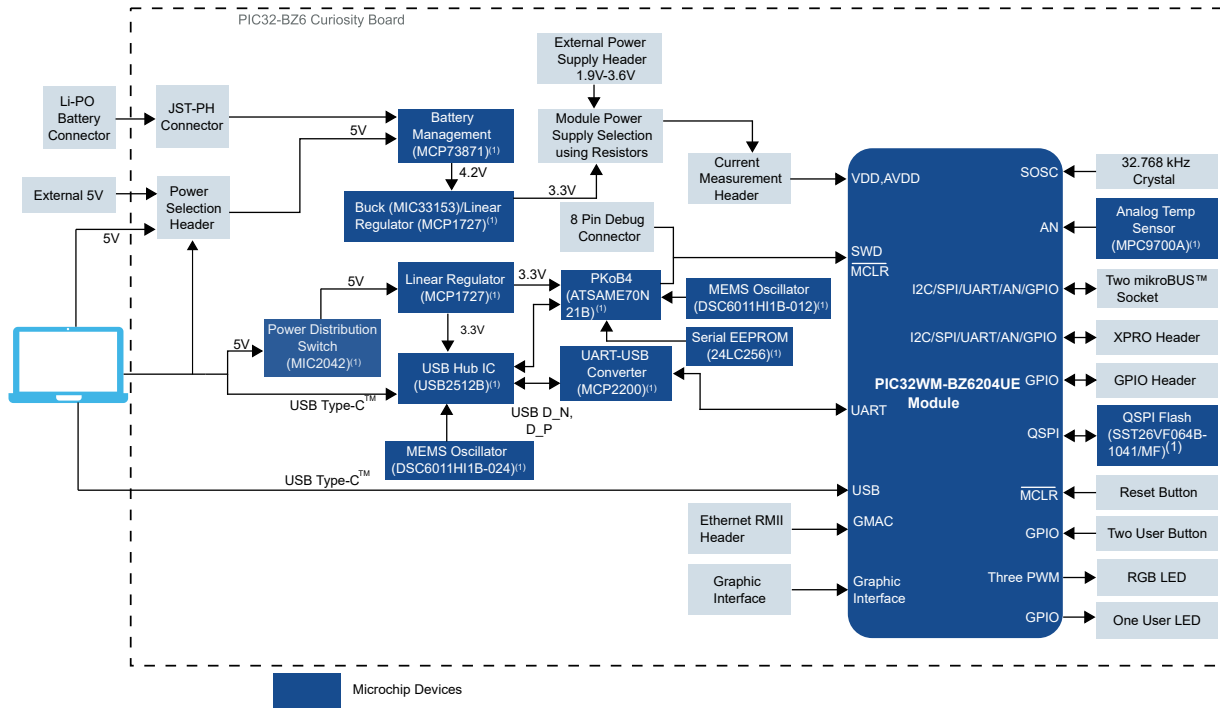 PIC32-BZ6 Curiosity Board
External Power
Supply Header
1.9V-3.6V
Li-PO
Battery
Connector
JST-PH
Connector
Battery
Management
(MCP73871)(1)
Module Power
Supply Selection
using Resistors
5V
4.2V
3.3V
Current
Measurement
Header
External 5V
Power
Selection
Header
5V
Buck (MIC33153)/Linear
Regulator (MCP1727)(1)
8 Pin Debug
Connector
Linear Regulator
(MCP1727)(1)
5V
3.3V
3.3V
PKoB4
(ATSAME70N
21B)(1)
MEMS Oscillator
(DSC6011HI1B-012)(1)
Serial EEPROM
(24LC256)(1)
Power Distribution
Switch
(MIC2042)(1)
5V
USB Hub IC
(USB2512B)(1)
UART-USB
Converter
(MCP2200)(1)
USB Type-C™
USB D_N,
D_P
MEMS Oscillator
(DSC6011HI1B-024)(1)
USB Type-C™
Ethernet RMII
Header
Graphic
Interface
VDD,AVDD
SWD
MCLR
UART
USB
GMAC
Graphic
Interface
PIC32WM-BZ6204UE
Module
SOSC
AN
I2C/SPI/UART/AN/GPIO
I2C/SPI/UART/AN/GPIO
GPIO
QSPI
MCLR
GPIO
Three PWM
GPIO
32.768 kHz
Crystal
Analog Temp
Sensor
(MPC9700A)(1)
Two mikroBUS™
Socket
XPRO Header
GPIO Header
QSPI Flash
(SST26VF064B-
1041/MF)(1)
Reset Button
Two User Button
RGB LED
One User LED
Microchip Devices